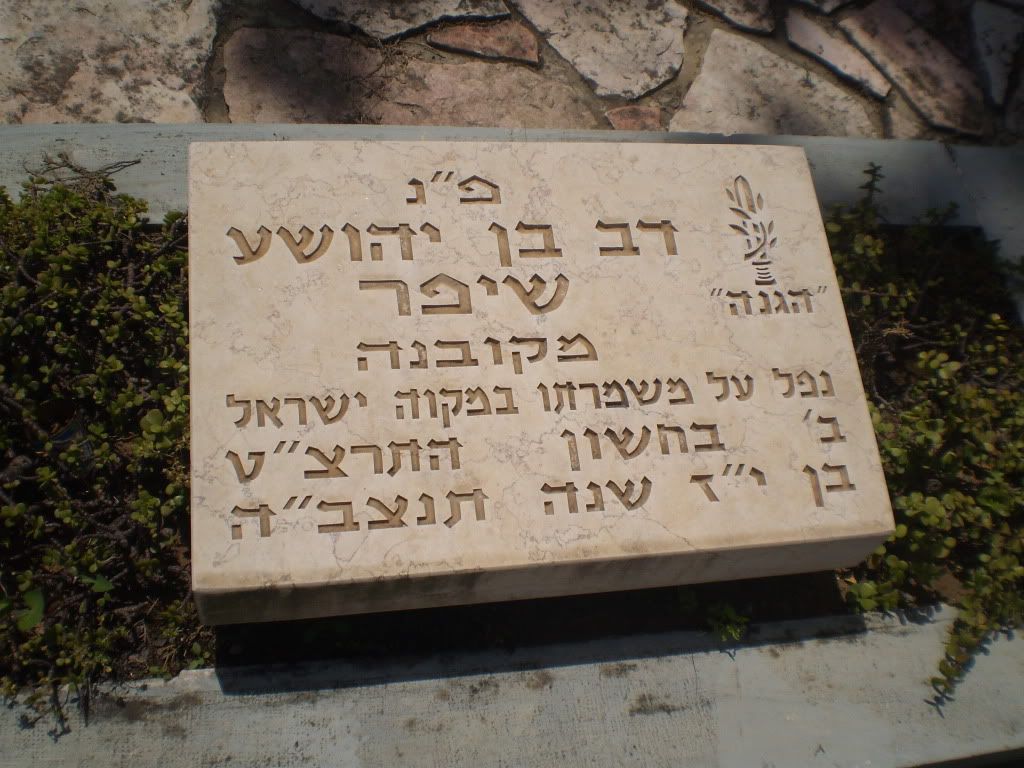 פ"נ
דב בן יהושע
שיפר
"הגנה"
מקובנה
נפל על משמרתו במקוה ישראל
ב' בחשון התרצ"ט
בן י"ז שנה תנצב"ה